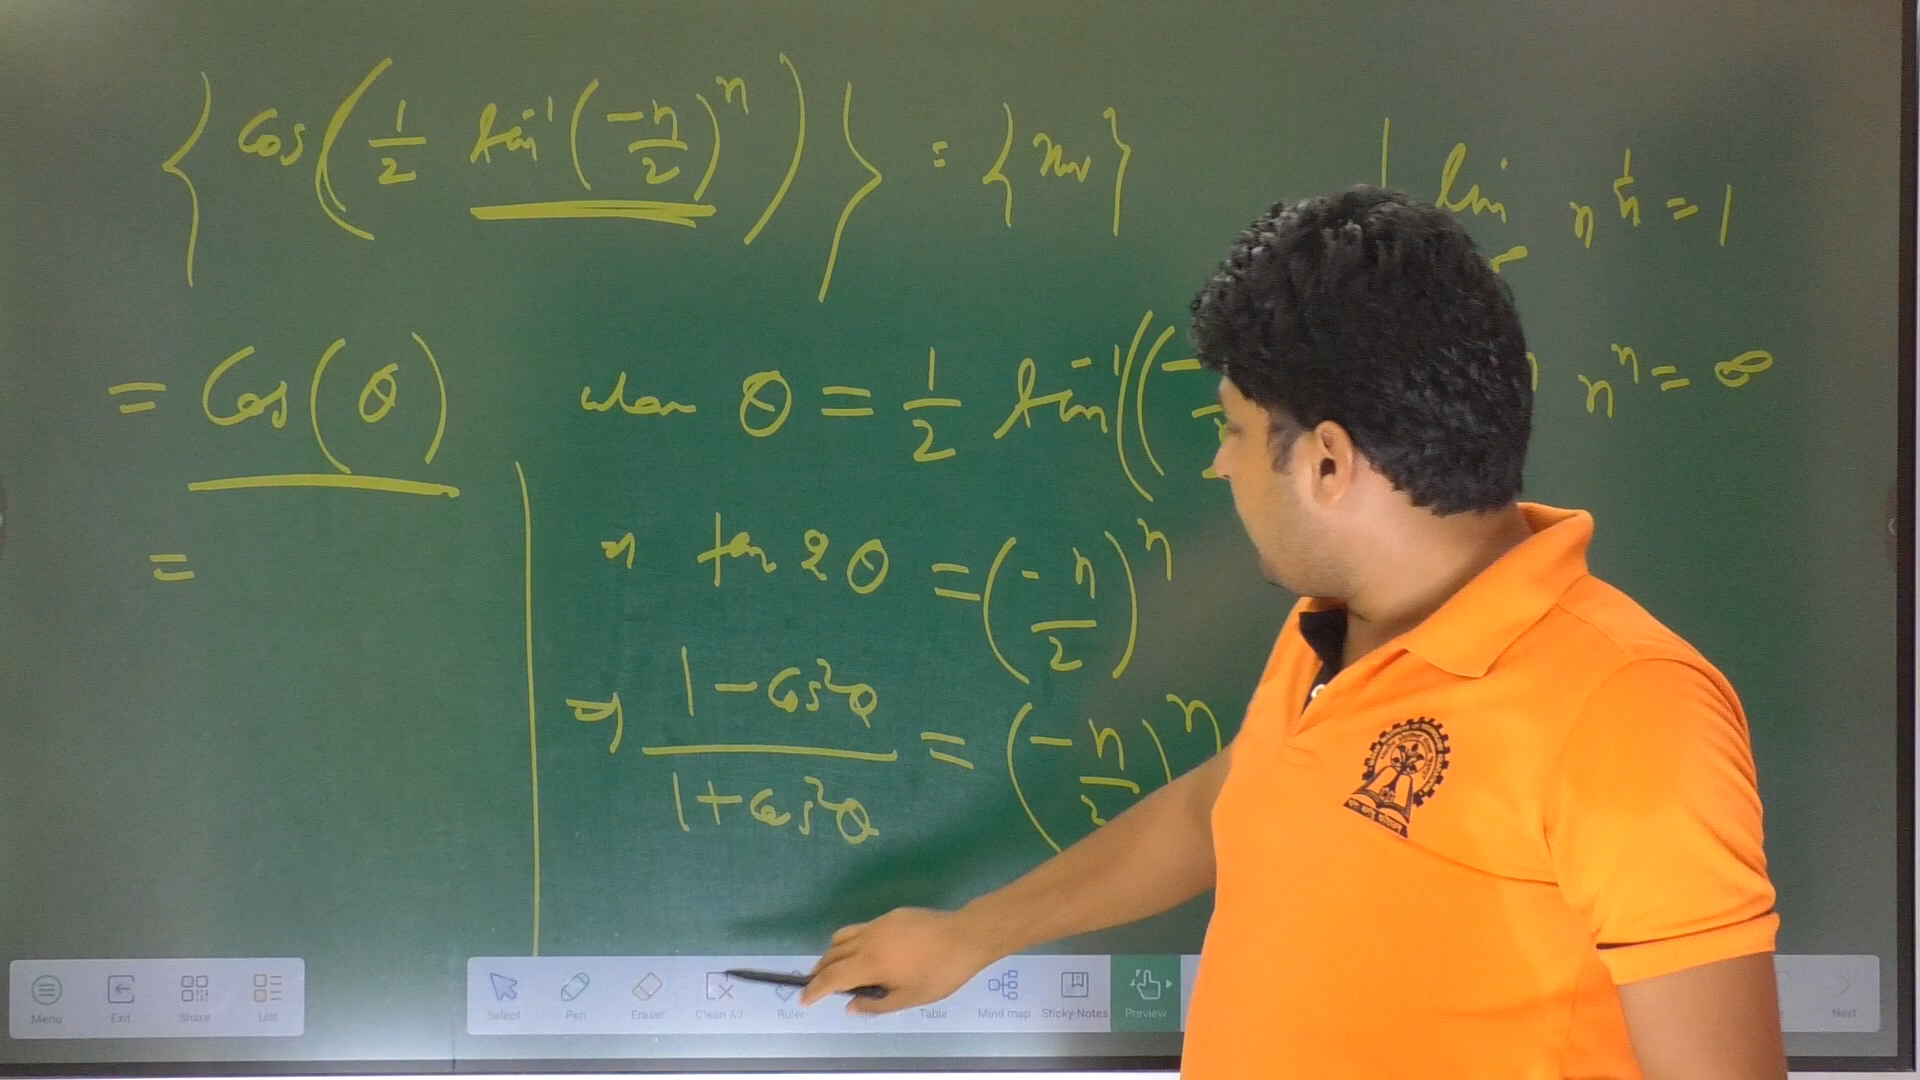 { cos ( 1/2 tan⁻¹ ( -n/2 )ⁿ ) } = { xn }
lim n^(1/n) = 1
= Cos ( θ )
when θ = 1/2 tan⁻¹ ( ( -
nⁿ = ∞
⇒ tan 2θ = ( -n/2 )ⁿ
=
⇒ 1 - cos²θ / 1 + cos²θ = ( -n/2 )ⁿ
Menu Exit Share List Select Pen Eraser Clean All Ruler Table Mind map Sticky-Notes Preview Next